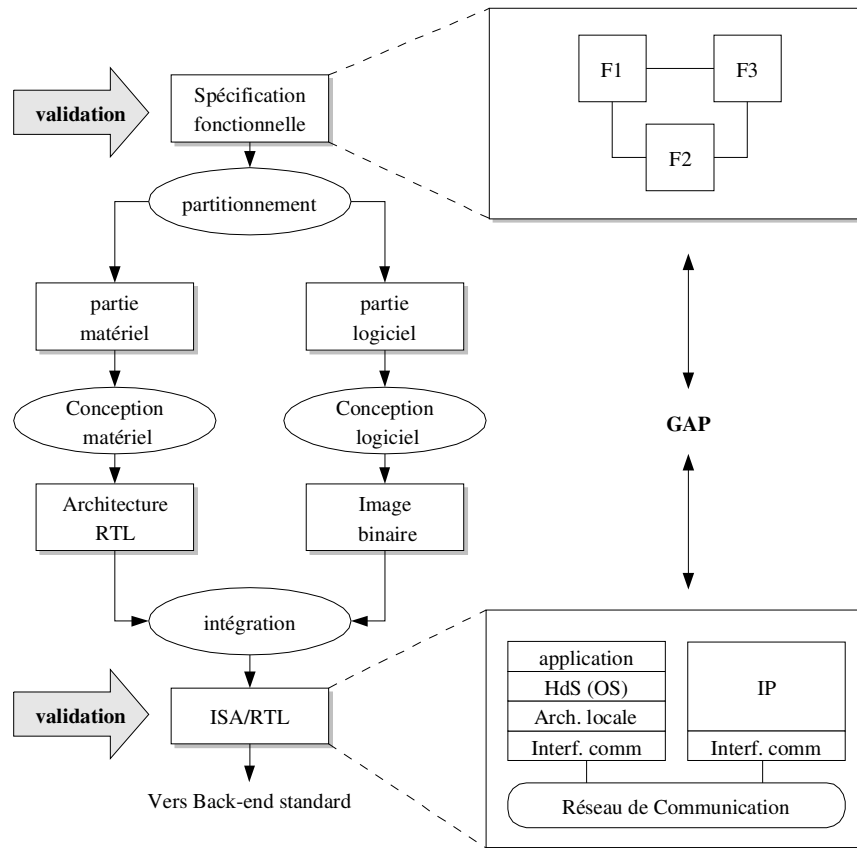 F1
F3
F2
validation
Spécification
fonctionnelle
partitionnement
partie
matériel
partie
logiciel
Conception
matériel
Conception
logiciel
GAP
Architecture
RTL
Image
binaire
intégration
validation
ISA/RTL
Vers Back-end standard
application
HdS (OS)
Arch. locale
Interf. comm
IP
Interf. comm
Réseau de Communication